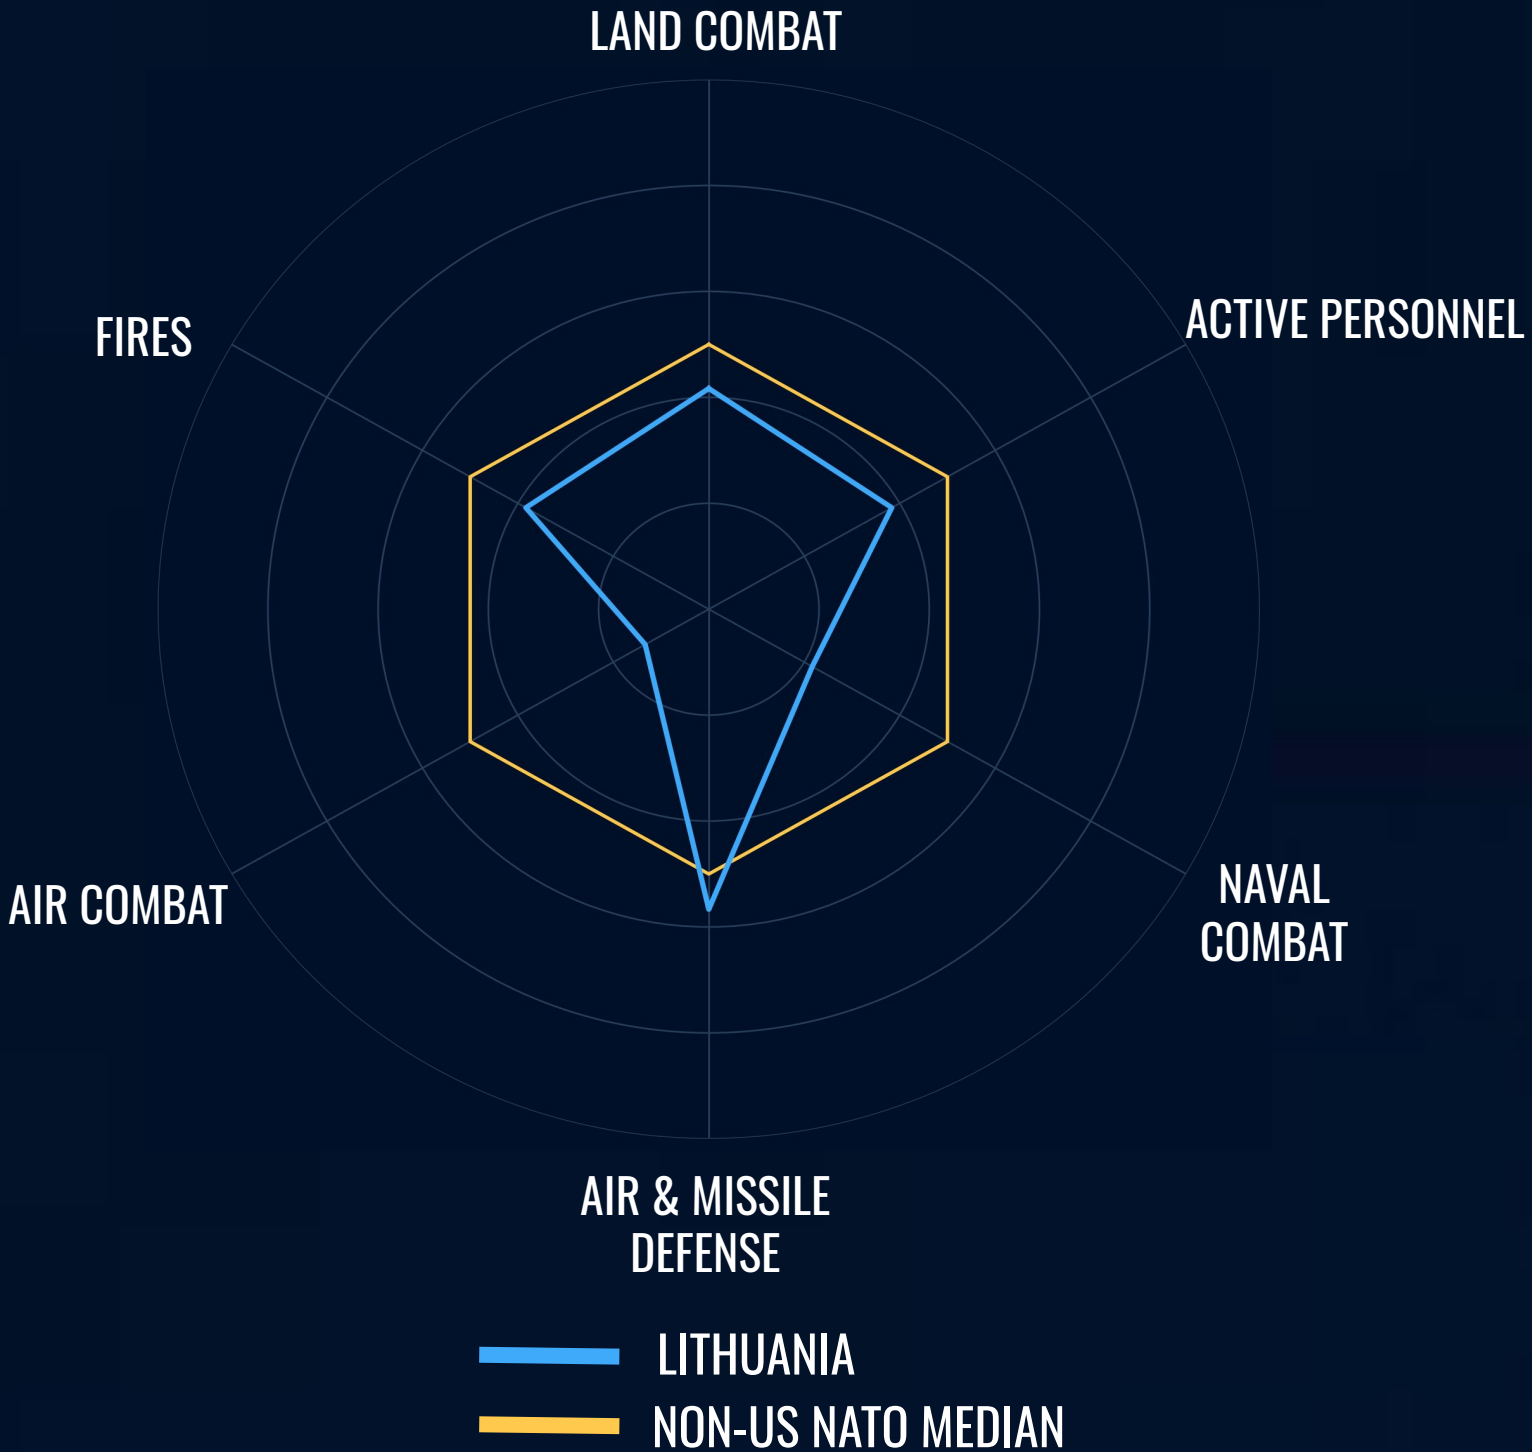 LAND COMBAT
FIRES
ACTIVE PERSONNEL
AIR COMBAT
NAVAL
COMBAT
AIR & MISSILE
DEFENSE
LITHUANIA
NON-US NATO MEDIAN